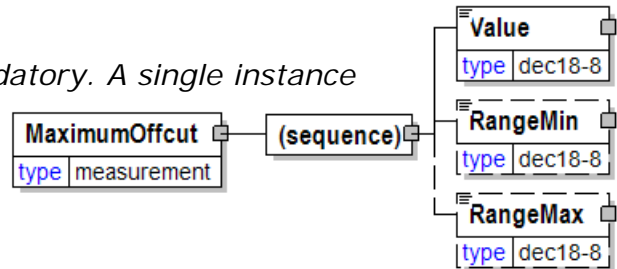 Value
type dec18-8
datory. A single instance
RangeMin
type dec18-8
MaximumOffcut
type measurement
(sequence)
RangeMax
type dec18-8